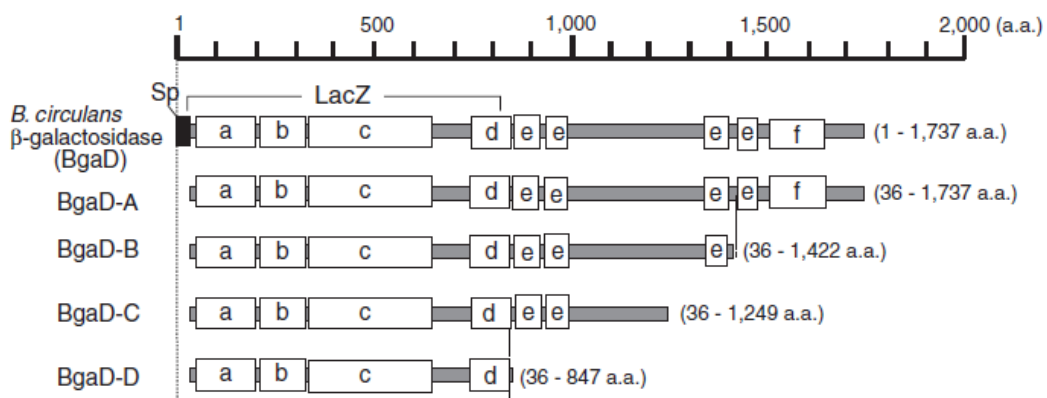 1 500 1,000 1,500 2,000 (a.a.)
Sp LacZ
B. circulans
β-galactosidase
(BgaD)
a b c d e e e e f (1 - 1,737 a.a.)
BgaD-A a b c d e e e e f (36 - 1,737 a.a.)
BgaD-B a b c d e e e (36 - 1,422 a.a.)
BgaD-C a b c d e e (36 - 1,249 a.a.)
BgaD-D a b c d (36 - 847 a.a.)